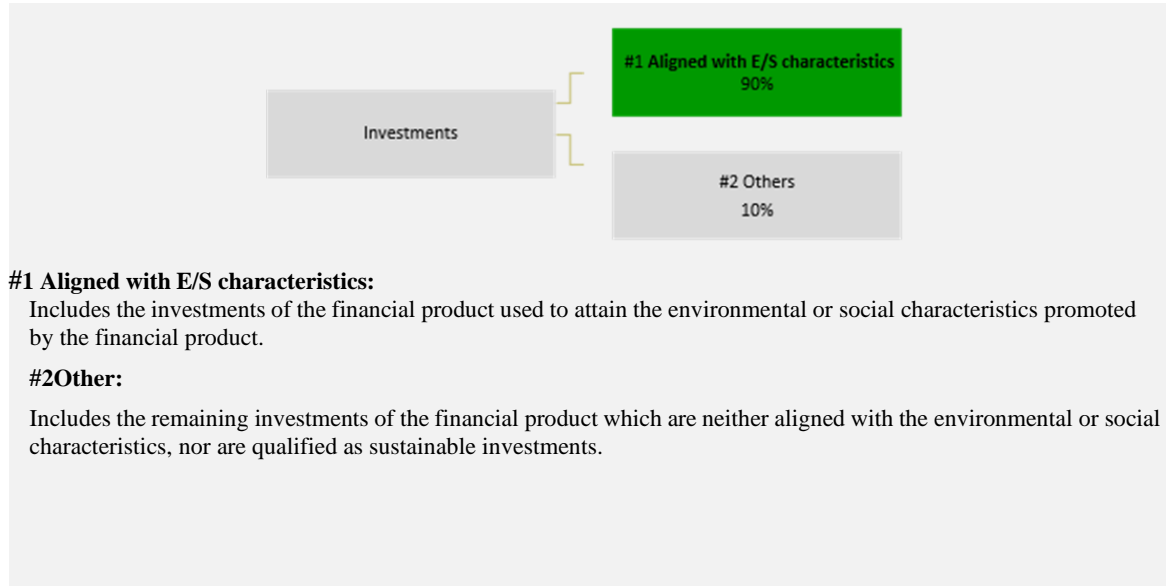 #1 Aligned with E/S characteristics
90%
Investments
#2 Others
10%
#1 Aligned with E/S characteristics:
Includes the investments of the financial product used to attain the environmental or social characteristics promoted
by the financial product.
#2Other:
Includes the remaining investments of the financial product which are neither aligned with the environmental or social
characteristics, nor are qualified as sustainable investments.